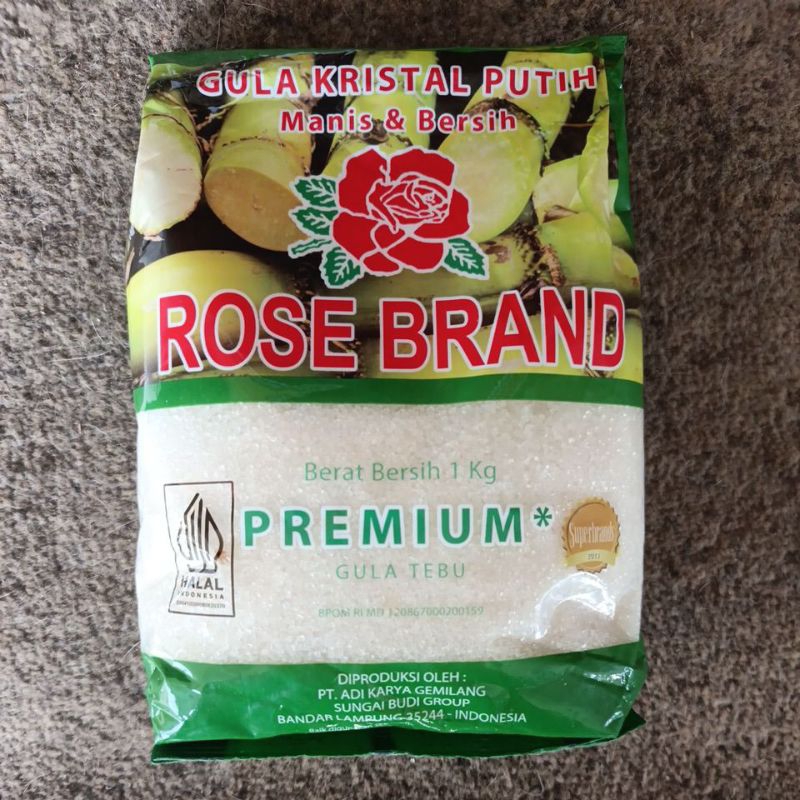 GULA KRISTAL PUTIH
Manis & Bersih
ROSE BRAND
Berat Bersih 1 Kg
PREMIUM*
Superbrands
2017
GULA TEBU
HALAL
INDONESIA
BPOM RI MD 120867000200159
DIPRODUKSI OLEH :
PT. ADI KARYA GEMILANG
SUNGAI BUDI GROUP
BANDAR LAMPUNG 35244 - INDONESIA